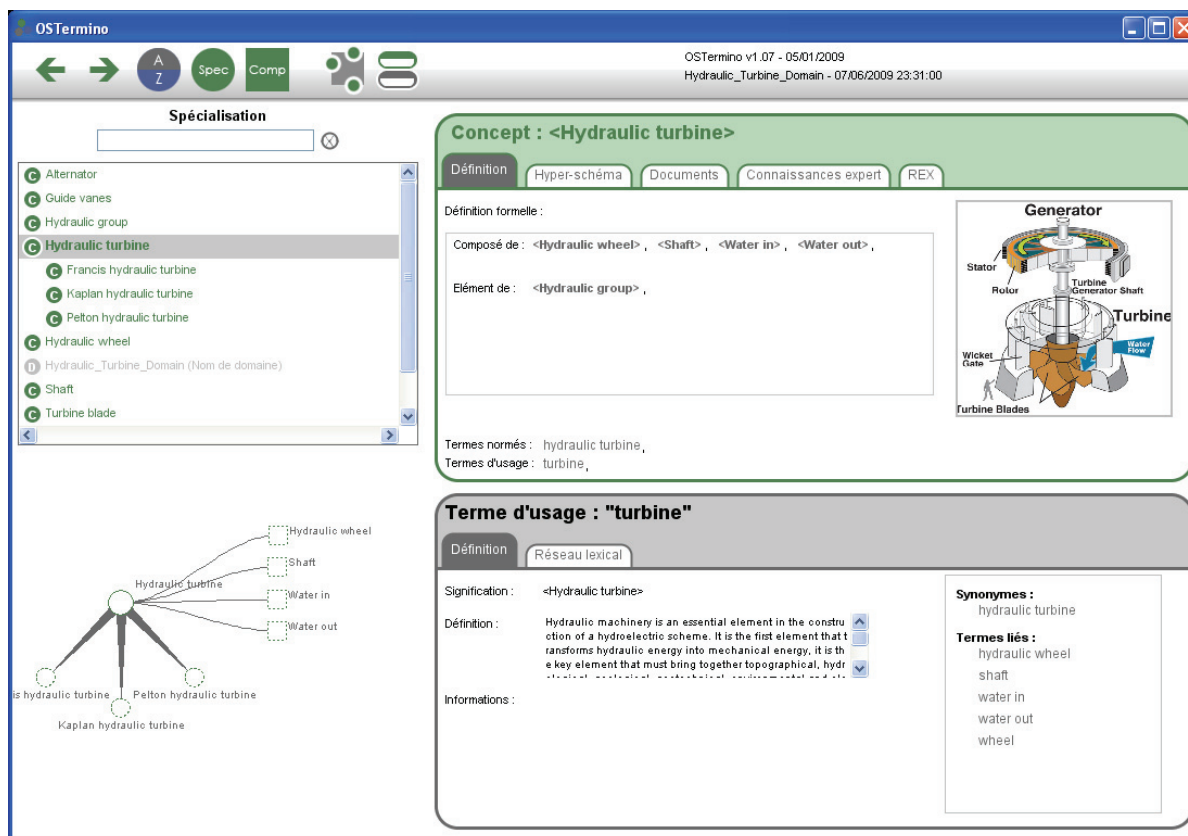 OSTermino
A
Z
Spec
Comp
OSTermino v1.07 - 05/01/2009
Hydraulic_Turbine_Domain - 07/06/2009 23:31:00
Spécialisation
C Alternator
C Guide vanes
C Hydraulic group
C Hydraulic turbine
C Francis hydraulic turbine
C Kaplan hydraulic turbine
C Pelton hydraulic turbine
C Hydraulic wheel
D Hydraulic_Turbine_Domain (Nom de domaine)
C Shaft
C Turbine blade
Hydraulic wheel
Shaft
Hydraulic turbine
Water in
Water out
is hydraulic turbine
Pelton hydraulic turbine
Kaplan hydraulic turbine
Concept : <Hydraulic turbine>
Définition Hyper-schéma Documents Connaissances expert REX
Définition formelle :
Composé de : <Hydraulic wheel> , <Shaft> , <Water in> , <Water out> ,
Elément de : <Hydraulic group> ,
Generator
Stator
Rotor
Turbine
Generator Shaft
Turbine
Wicket
Gate
Water
Flow
Turbine Blades
Termes normés : hydraulic turbine ,
Termes d'usage : turbine ,
Terme d'usage : "turbine"
Définition Réseau lexical
Signification : <Hydraulic turbine>
Définition : Hydraulic machinery is an essential element in the constru
ction of a hydroelectric scheme. It is the first element that t
ransforms hydraulic energy into mechanical energy, it is th
e key element that must bring together topographical, hydr
Informations :
Synonymes :
hydraulic turbine
Termes liés :
hydraulic wheel
shaft
water in
water out
wheel